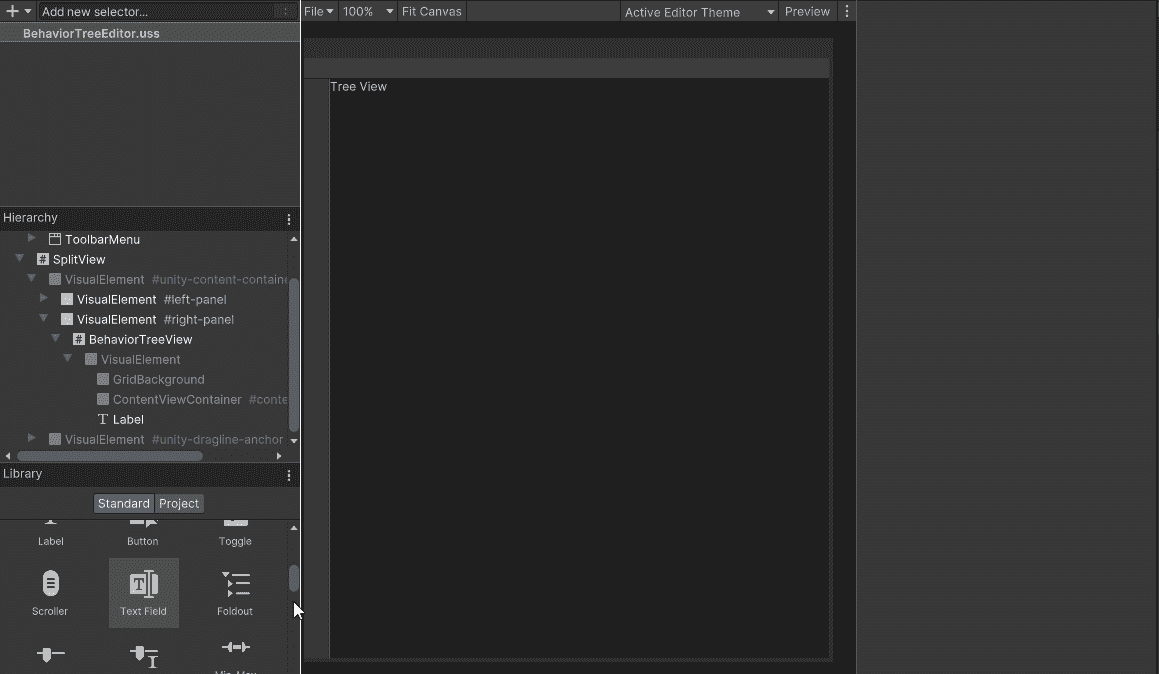 Add new selector...
File
100%
Fit Canvas
Active Editor Theme
Preview
BehaviorTreeEditor.uss
Tree View
Hierarchy
ToolbarMenu
SplitView
VisualElement #unity-content-containe
VisualElement #left-panel
VisualElement #right-panel
BehaviorTreeView
VisualElement
GridBackground
ContentViewContainer #conte
Label
VisualElement #unity-dragline-anchor
Library
Standard Project
Label Button Toggle
Scroller Text Field Foldout